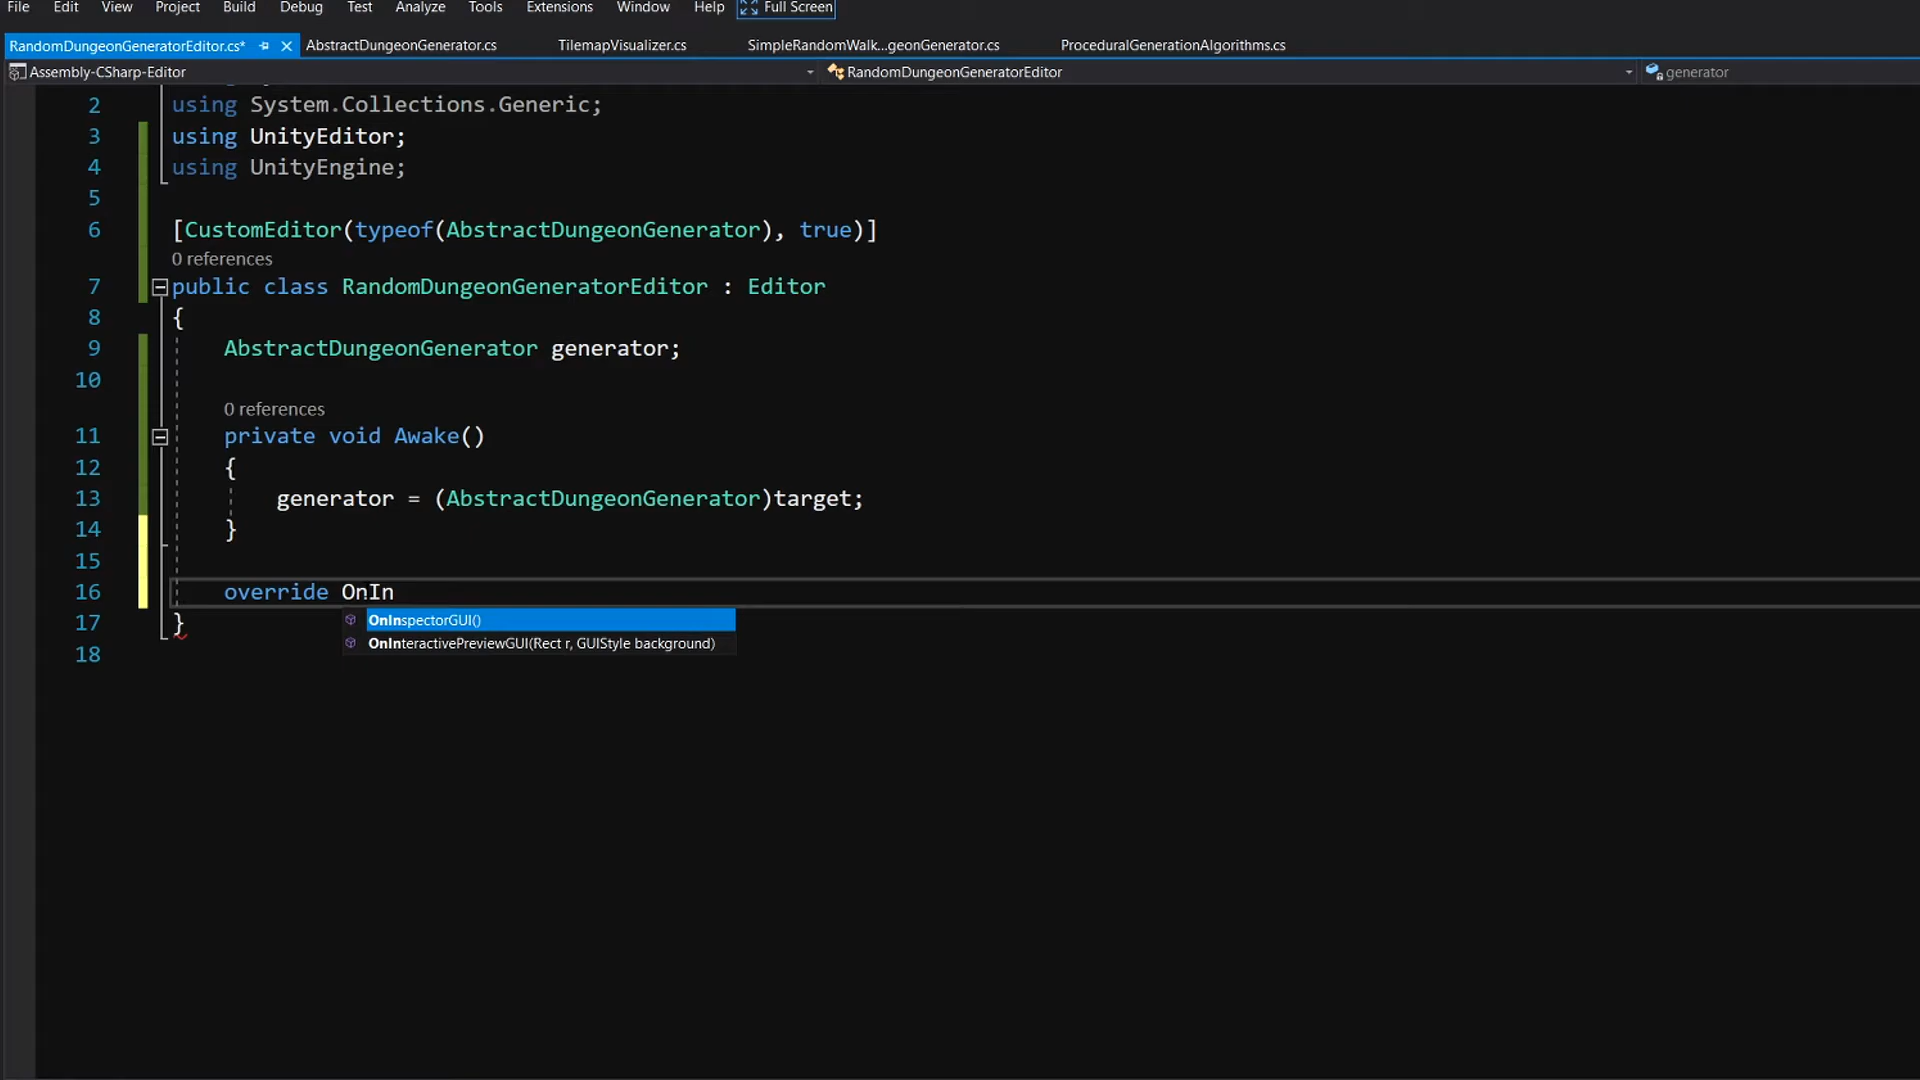 File Edit View Project Build Debug Test Analyze Tools Extensions Window Help Full Screen
RandomDungeonGeneratorEditor.cs* AbstractDungeonGenerator.cs TilemapVisualizer.cs SimpleRandomWalk...geonGenerator.cs ProceduralGenerationAlgorithms.cs
Assembly-CSharp-Editor RandomDungeonGeneratorEditor generator
2 using System.Collections.Generic;
3 using UnityEditor;
4 using UnityEngine;
5
6 [CustomEditor(typeof(AbstractDungeonGenerator), true)]
0 references
7 public class RandomDungeonGeneratorEditor : Editor
8 {
9 AbstractDungeonGenerator generator;
10
0 references
11 private void Awake()
12 {
13 generator = (AbstractDungeonGenerator)target;
14 }
15
16 override OnIn
OnInspectorGUI()
17 }
OnInteractivePreviewGUI(Rect r, GUIStyle background)
18